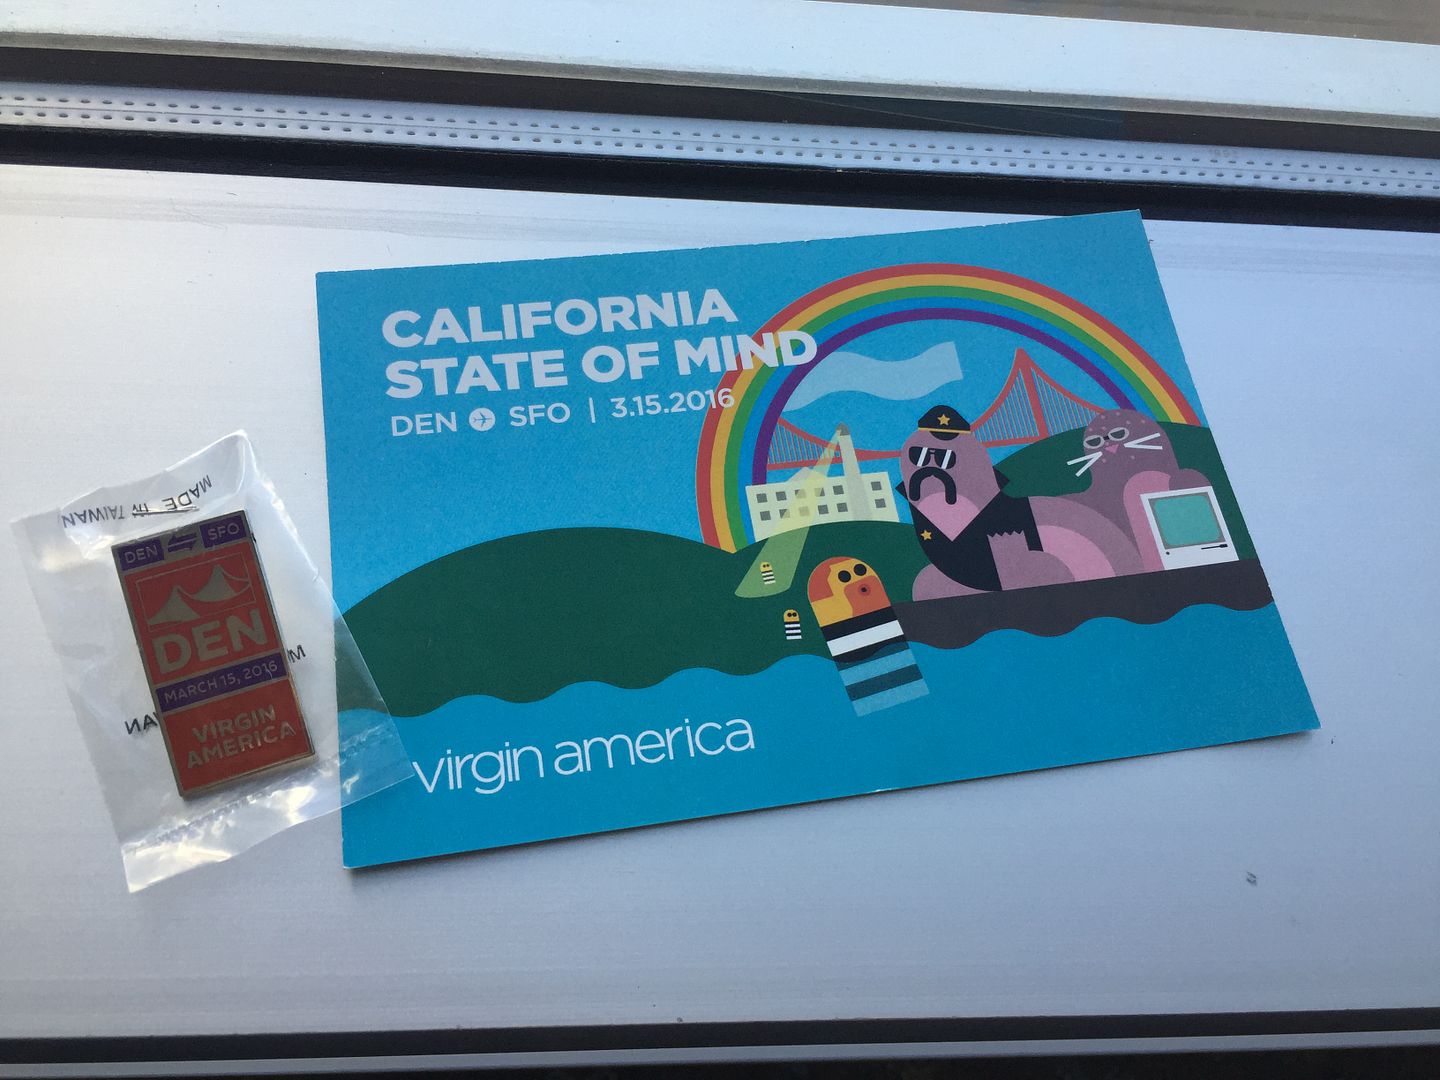 CALIFORNIA
STATE OF MIND
DEN SFO | 3.15.2016
virgin america
MADE IN TAIWAN
DEN SFO
DEN
MARCH 15, 2016
VIRGIN
AMERICA